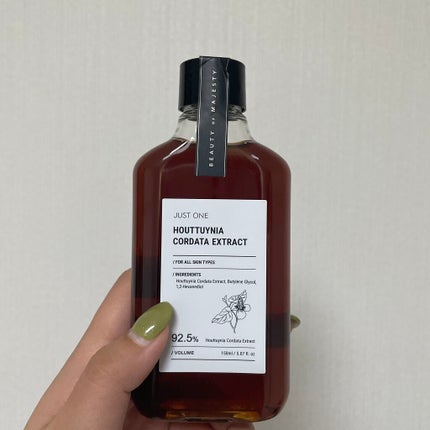 BEAUTY OF MAJESTY
JUST ONE
HOUTTUYNIA
CORDATA EXTRACT
/ FOR ALL SKIN TYPES
/ INGREDIENTS
Houttuynia Cordata Extract, Butylene Glycol,
1,2-Hexanediol
92.5% Houttuynia Cordata Extract
/ VOLUME 150ml / 5.07 fl. oz